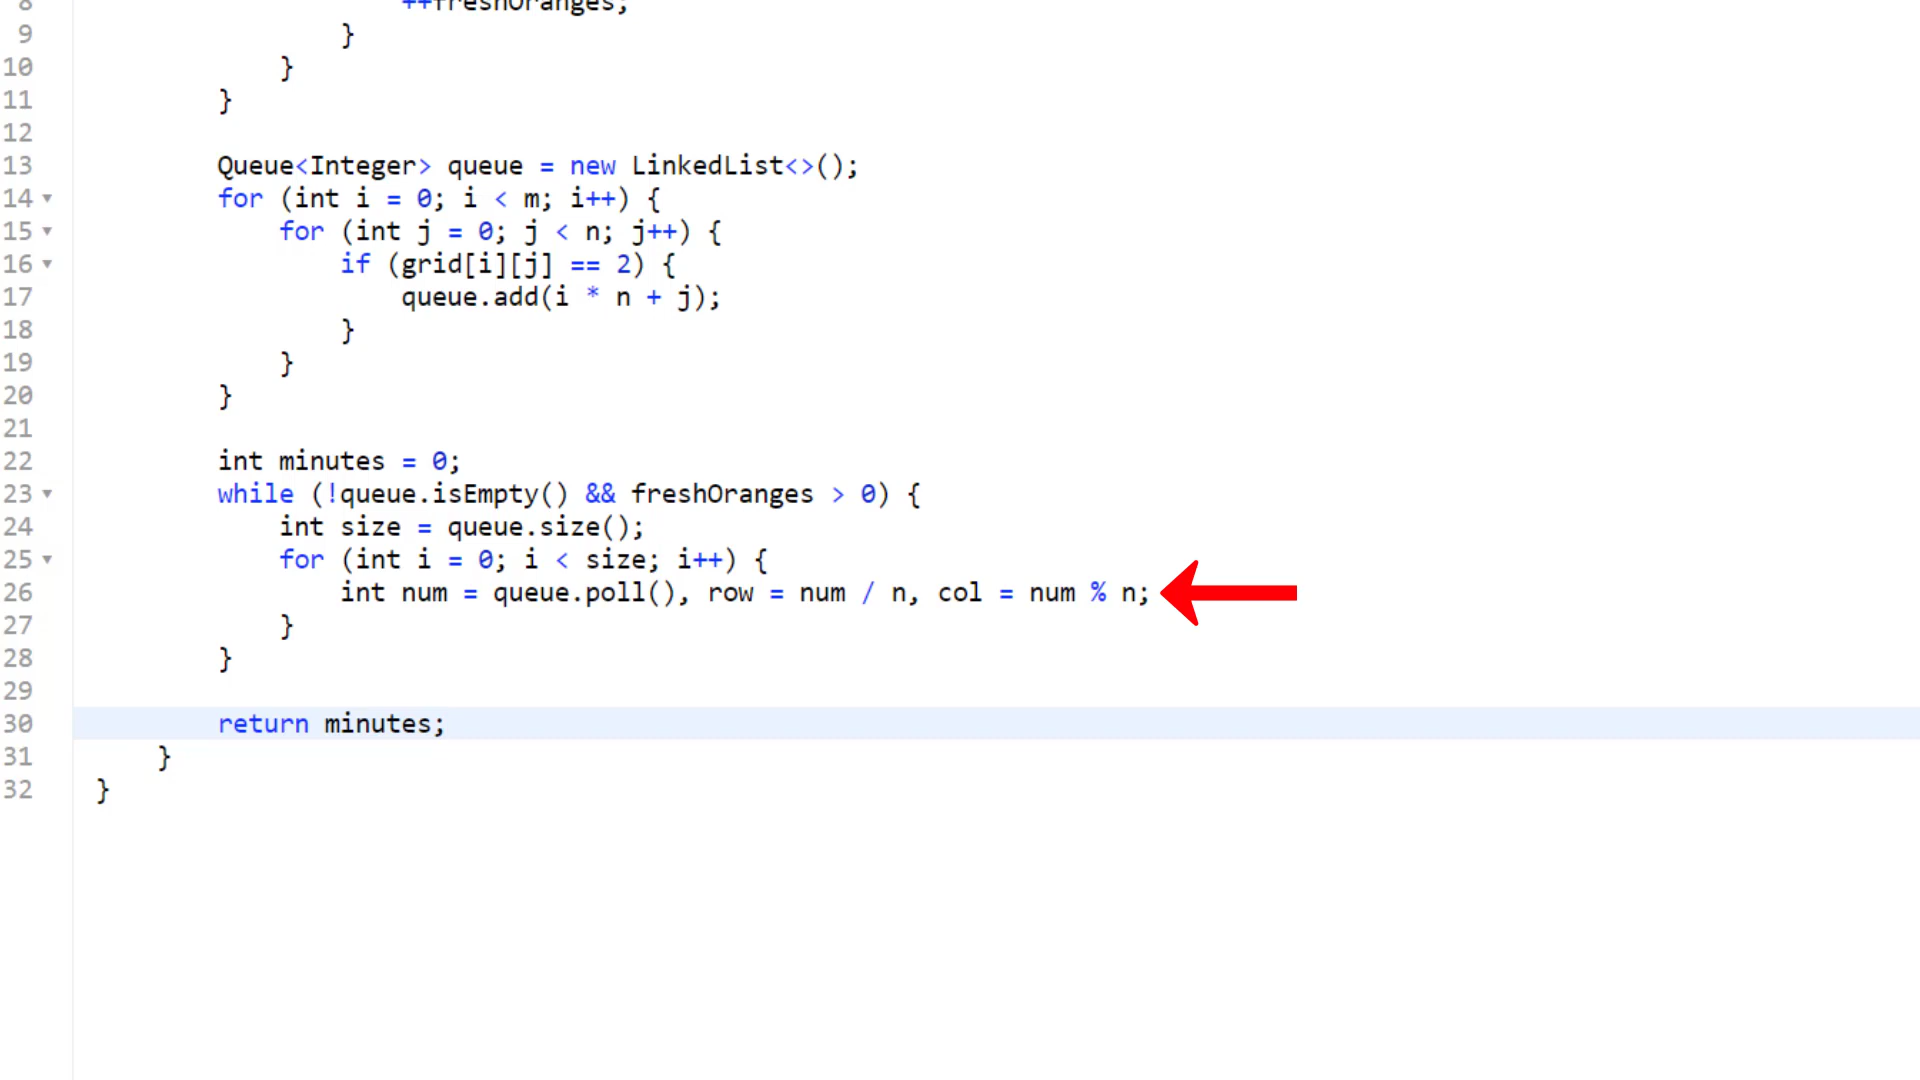 8 ++freshOranges;
9 }
10 }
11 }
12
13 Queue<Integer> queue = new LinkedList<>();
14 for (int i = 0; i < m; i++) {
15 for (int j = 0; j < n; j++) {
16 if (grid[i][j] == 2) {
17 queue.add(i * n + j);
18 }
19 }
20 }
21
22 int minutes = 0;
23 while (!queue.isEmpty() && freshOranges > 0) {
24 int size = queue.size();
25 for (int i = 0; i < size; i++) {
26 int num = queue.poll(), row = num / n, col = num % n;
27 }
28 }
29
30 return minutes;
31 }
32 }